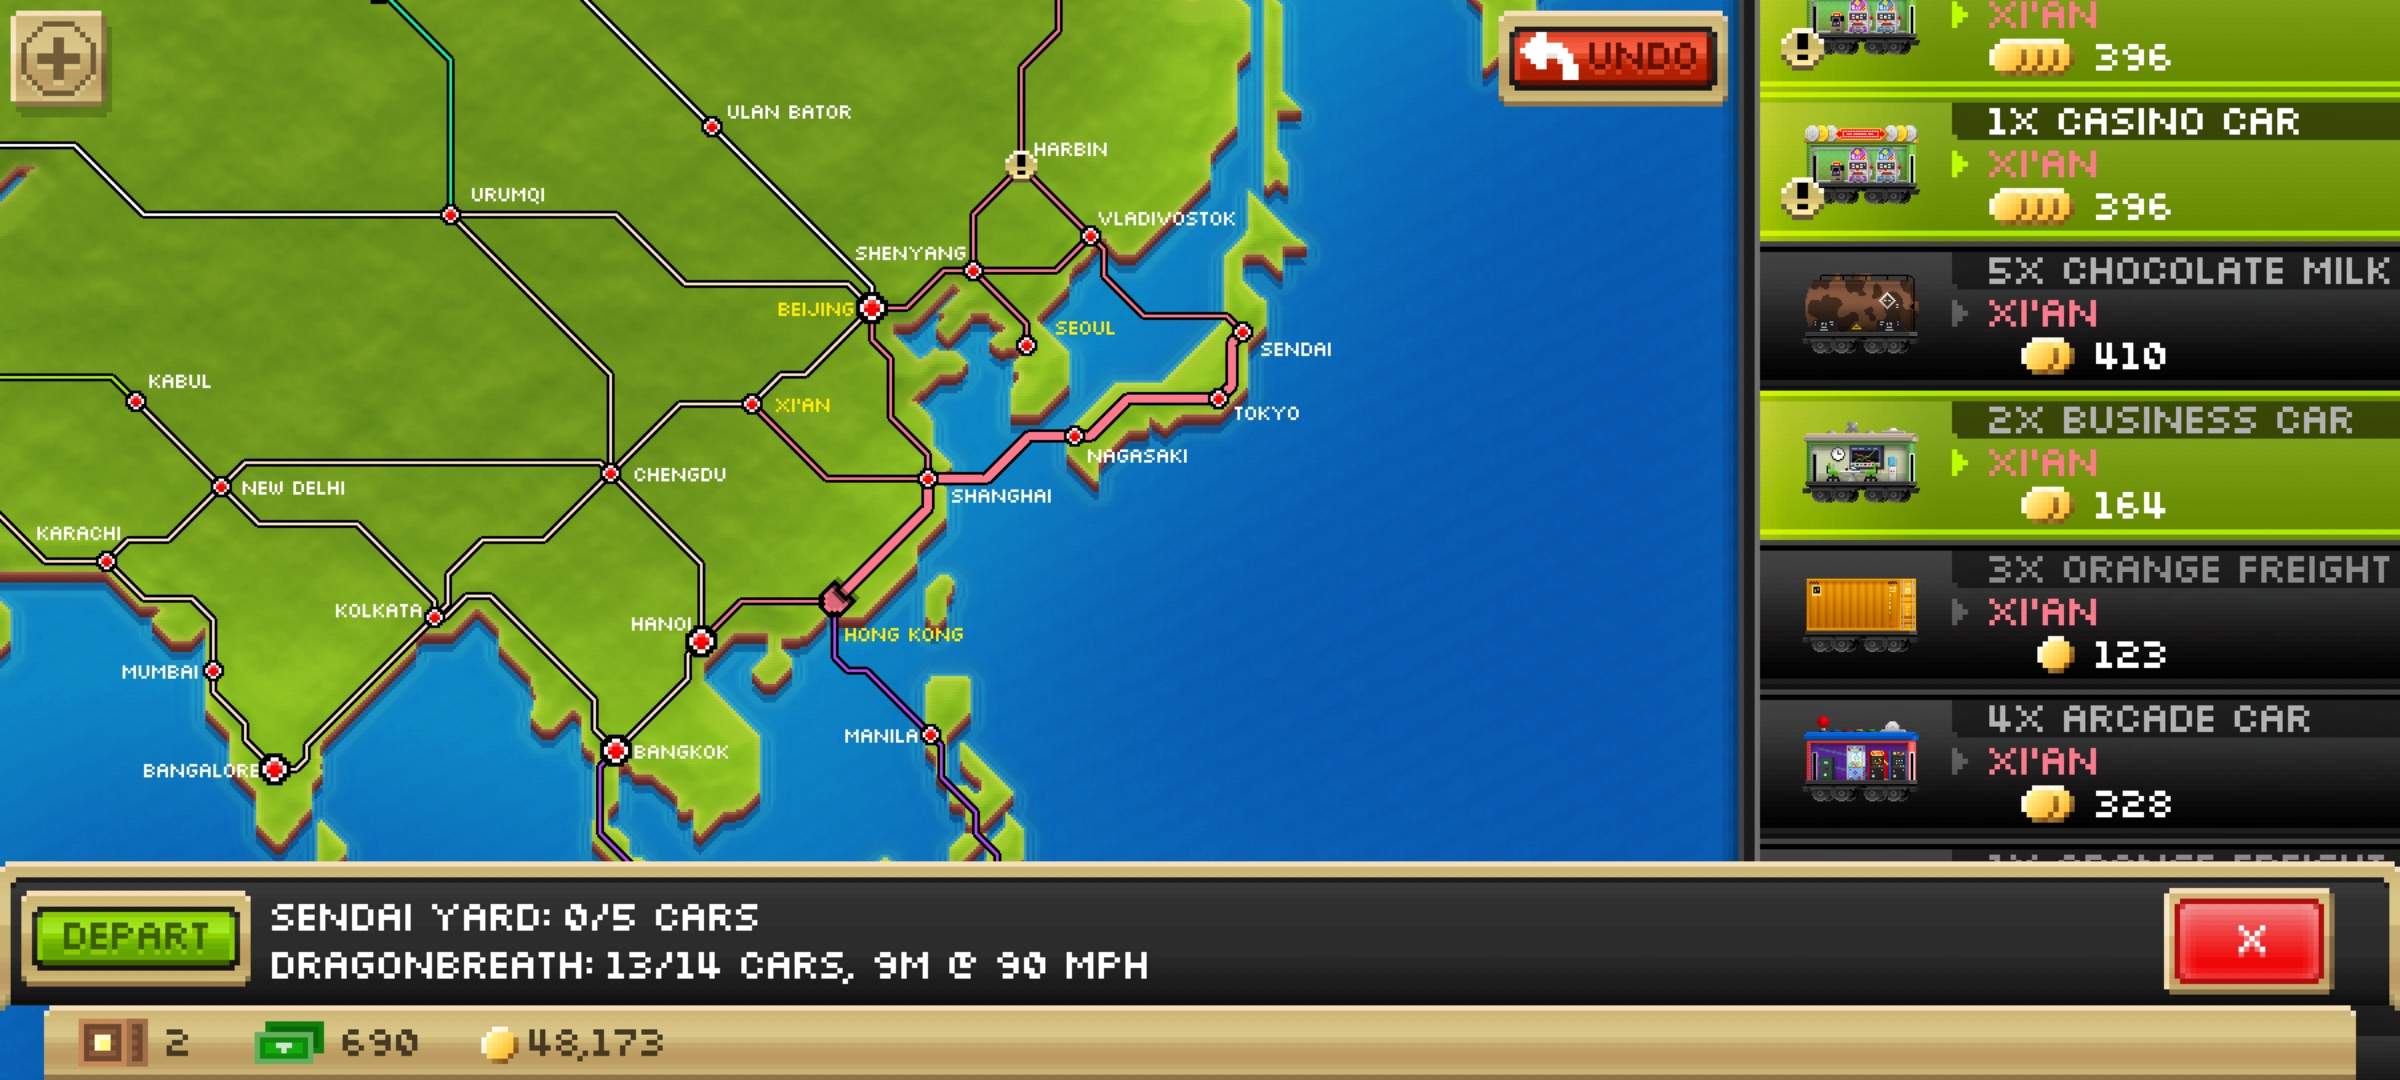 UNDO
ULAN BATOR
HARBIN
URUMQI
VLADIVOSTOK
SHENYANG
BEIJING
SEOUL
SENDAI
KABUL
XI'AN
TOKYO
NAGASAKI
CHENGDU
NEW DELHI
SHANGHAI
KARACHI
KOLKATA
HANOI
HONG KONG
MUMBAI
MANILA
BANGKOK
BANGALORE
XI'AN
396
1X CASINO CAR
XI'AN
396
5X CHOCOLATE MILK
XI'AN
410
2X BUSINESS CAR
XI'AN
164
3X ORANGE FREIGHT
XI'AN
123
4X ARCADE CAR
XI'AN
328
1X ORANGE FREIGHT
DEPART
SENDAI YARD: 0/5 CARS
DRAGONBREATH: 13/14 CARS, 9M @ 90 MPH
X
2
690
48,173